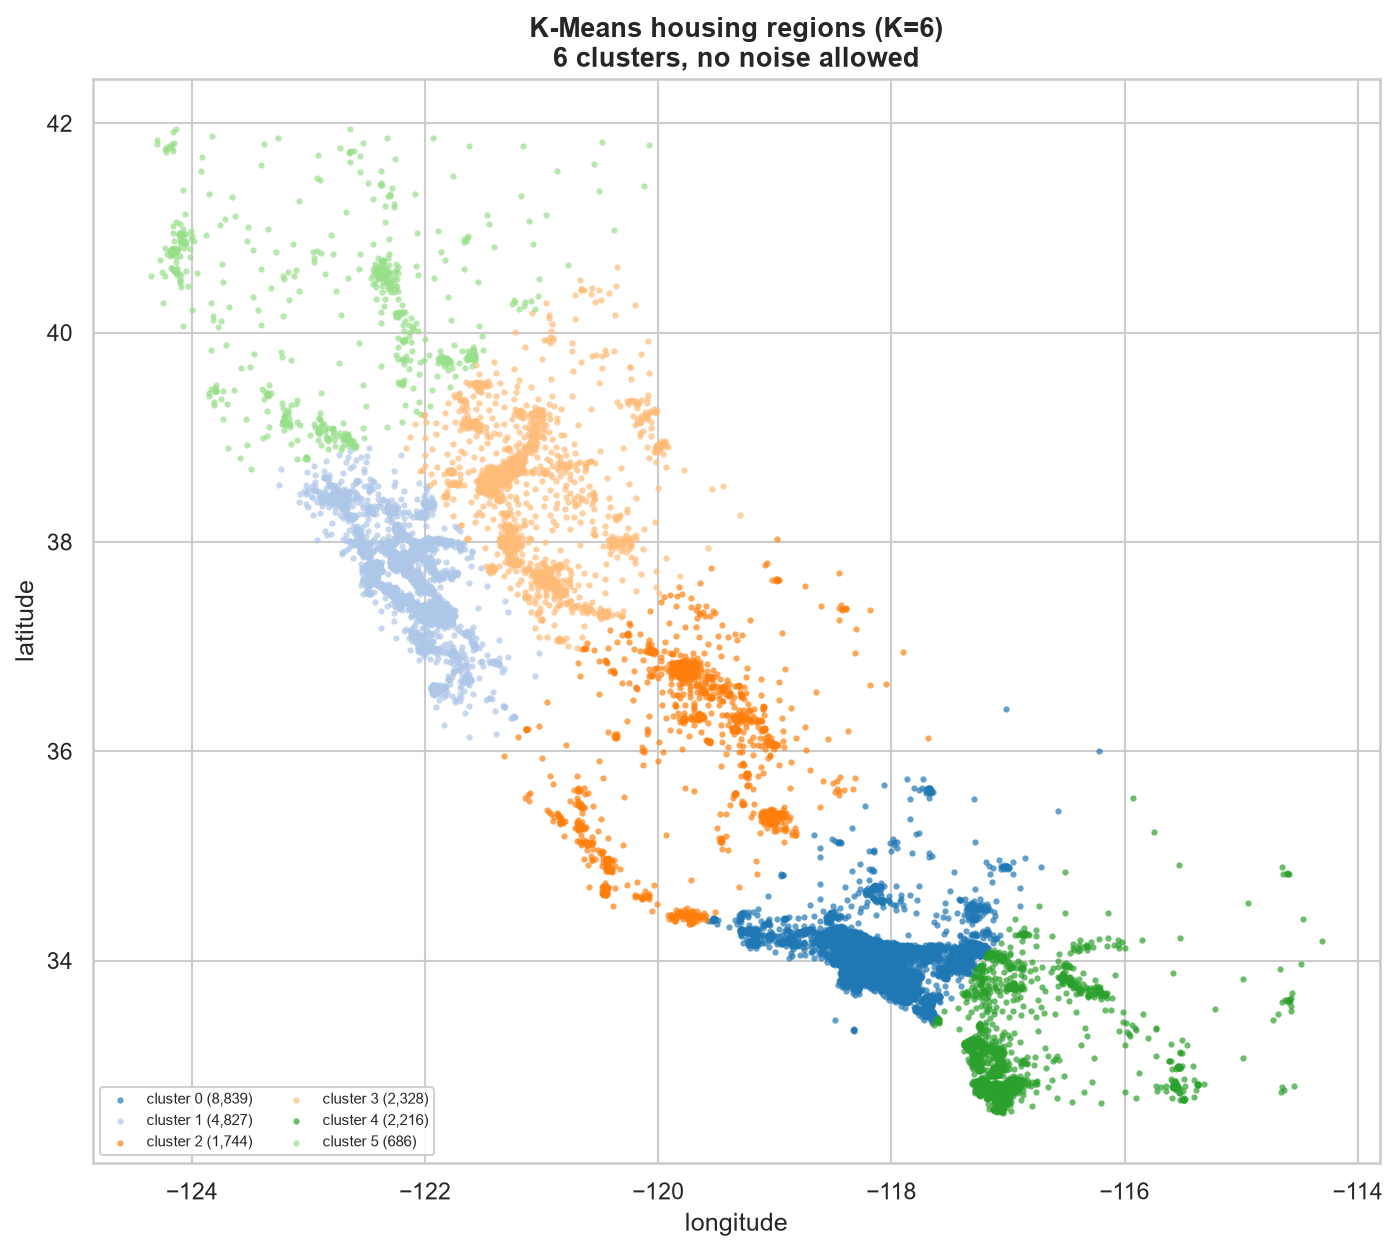 K-Means housing regions (K=6)
6 clusters, no noise allowed
42
40
38
36
34
latitude
cluster 0 (8,839)
cluster 1 (4,827)
cluster 2 (1,744)
cluster 3 (2,328)
cluster 4 (2,216)
cluster 5 (686)
−124
−122
−120
−118
−116
−114
longitude